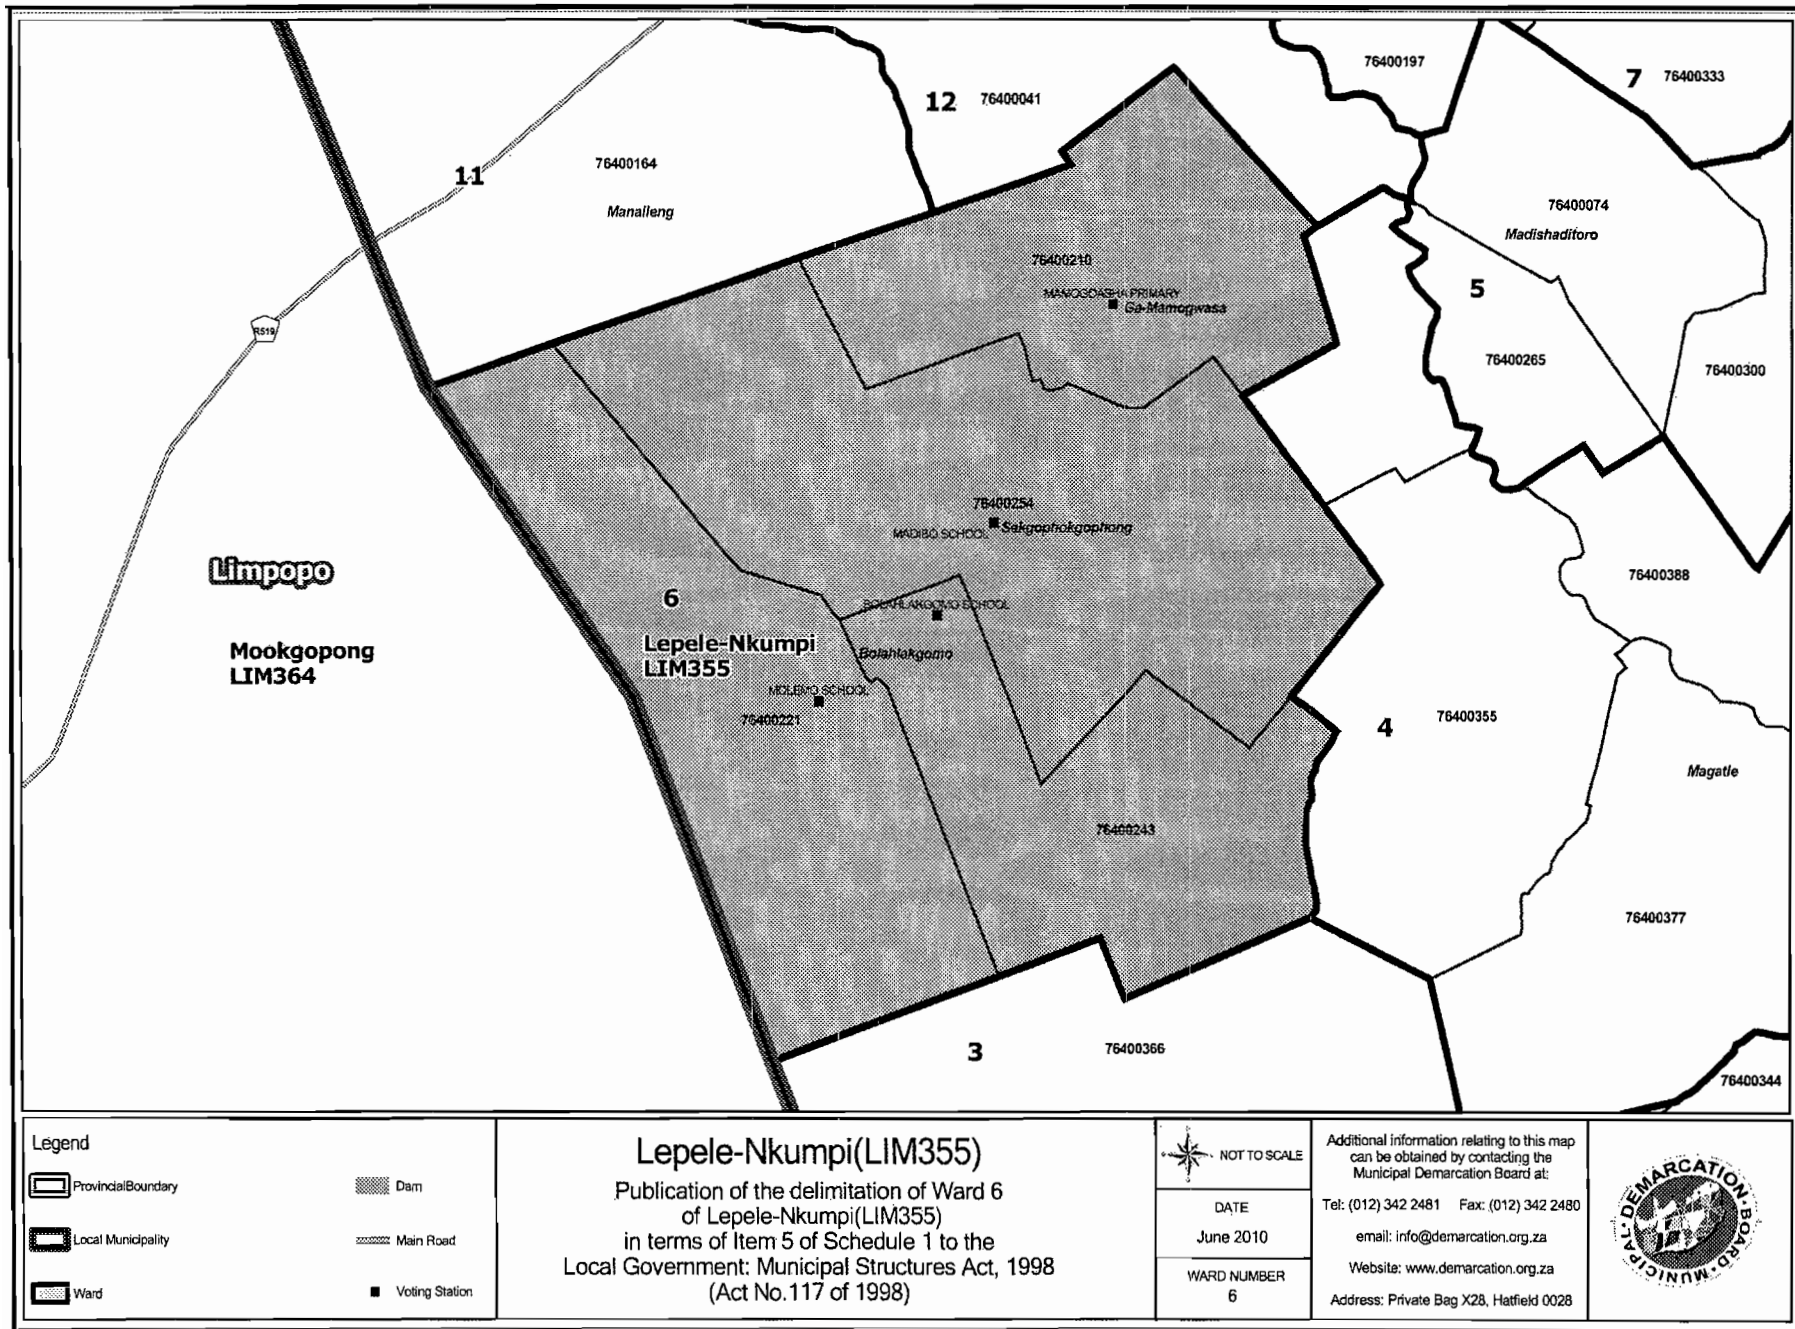 76400197
7 76400333
12 76400041
76400164
11
Manaileng
76400074
Madishaditoro
76400210
MAMOGOASHA PRIMARY
Ga-Mamogwasa
5
R519
76400265
76400300
76400254
MADIBO SCHOOL
Sekgophokgophong
Limpopo
76400388
6
BOLAHLAKGOMO SCHOOL
Lepele-Nkumpi
LIM355
Bolahlakgomo
Mookgopong
LIM364
MOLEMO SCHOOL
76400221
4
76400355
Magatle
76400243
76400377
3
76400366
76400344
Legend
ProvincialBoundary
Dam
Local Municipality
Main Road
Ward
Voting Station
Lepele-Nkumpi(LIM355)
Publication of the delimitation of Ward 6
of Lepele-Nkumpi(LIM355)
in terms of Item 5 of Schedule 1 to the
Local Government: Municipal Structures Act, 1998
(Act No.117 of 1998)
NOT TO SCALE
DATE
June 2010
WARD NUMBER
6
Additional information relating to this map
can be obtained by contacting the
Municipal Demarcation Board at:
Tel: (012) 342 2481 Fax: (012) 342 2480
email: info@demarcation.org.za
Website: www.demarcation.org.za
Address: Private Bag X28, Hatfield 0028
MUNICIPAL DEMARCATION BOARD